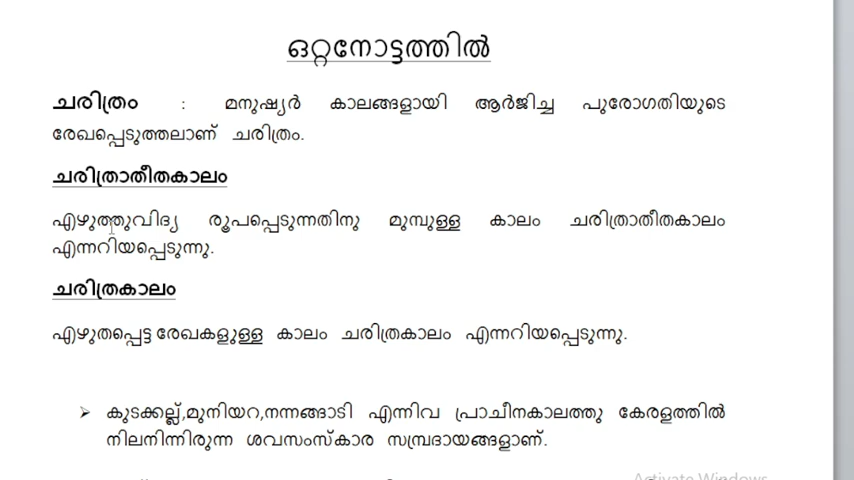 ഒറ്റനോട്ടത്തിൽ
ചരിത്രം : മനുഷ്യർ കാലങ്ങളായി ആർജിച്ച പുരോഗതിയുടെ
രേഖപ്പെടുത്തലാണ് ചരിത്രം.
ചരിത്രാതീതകാലം
എഴുത്തുവിദ്യ രൂപപ്പെടുന്നതിനു മുമ്പുള്ള കാലം ചരിത്രാതീതകാലം
എന്നറിയപ്പെടുന്നു.
ചരിത്രകാലം
എഴുതപ്പെട്ട രേഖകളുള്ള കാലം ചരിത്രകാലം എന്നറിയപ്പെടുന്നു.
➢ കുടക്കല്ല്,മുനിയറ,നന്നങ്ങാടി എന്നിവ പ്രാചീനകാലത്തു കേരളത്തിൽ
നിലനിന്നിരുന്ന ശവസംസ്കാര സമ്പ്രദായങ്ങളാണ്.
Activate Windows